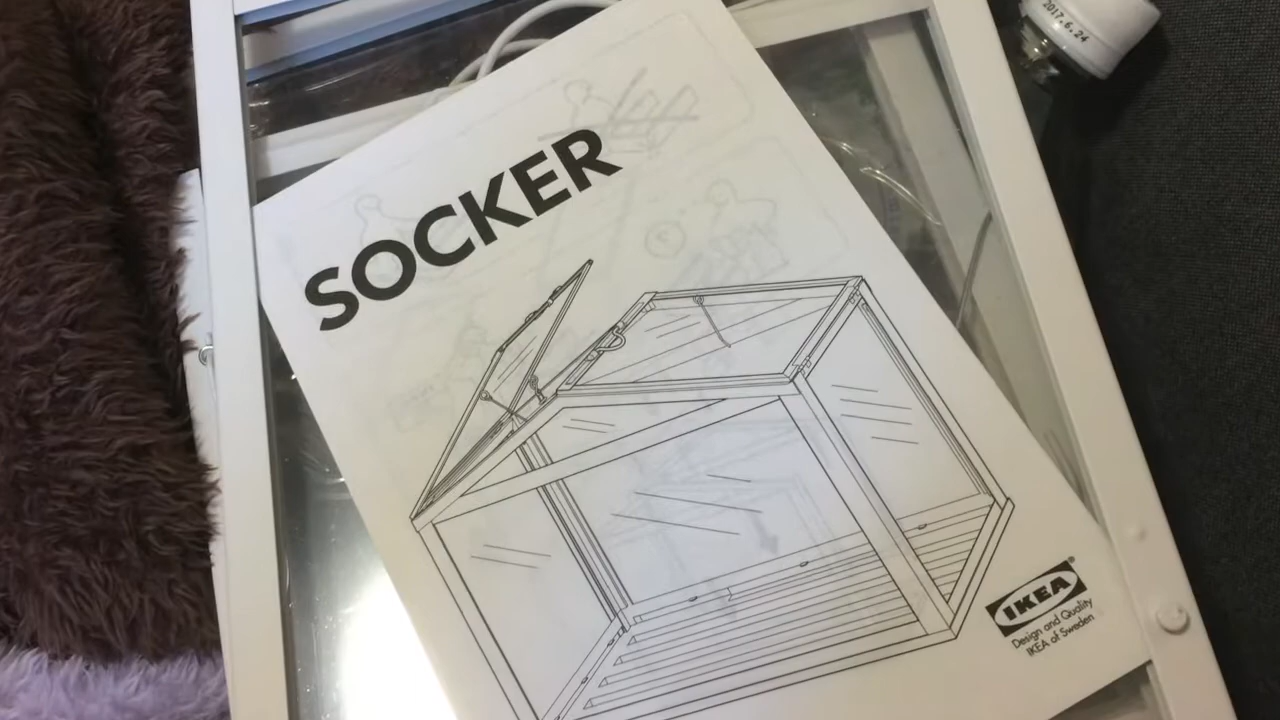 2017.6.24
SOCKER
IKEA®
Design and Quality
IKEA of Sweden